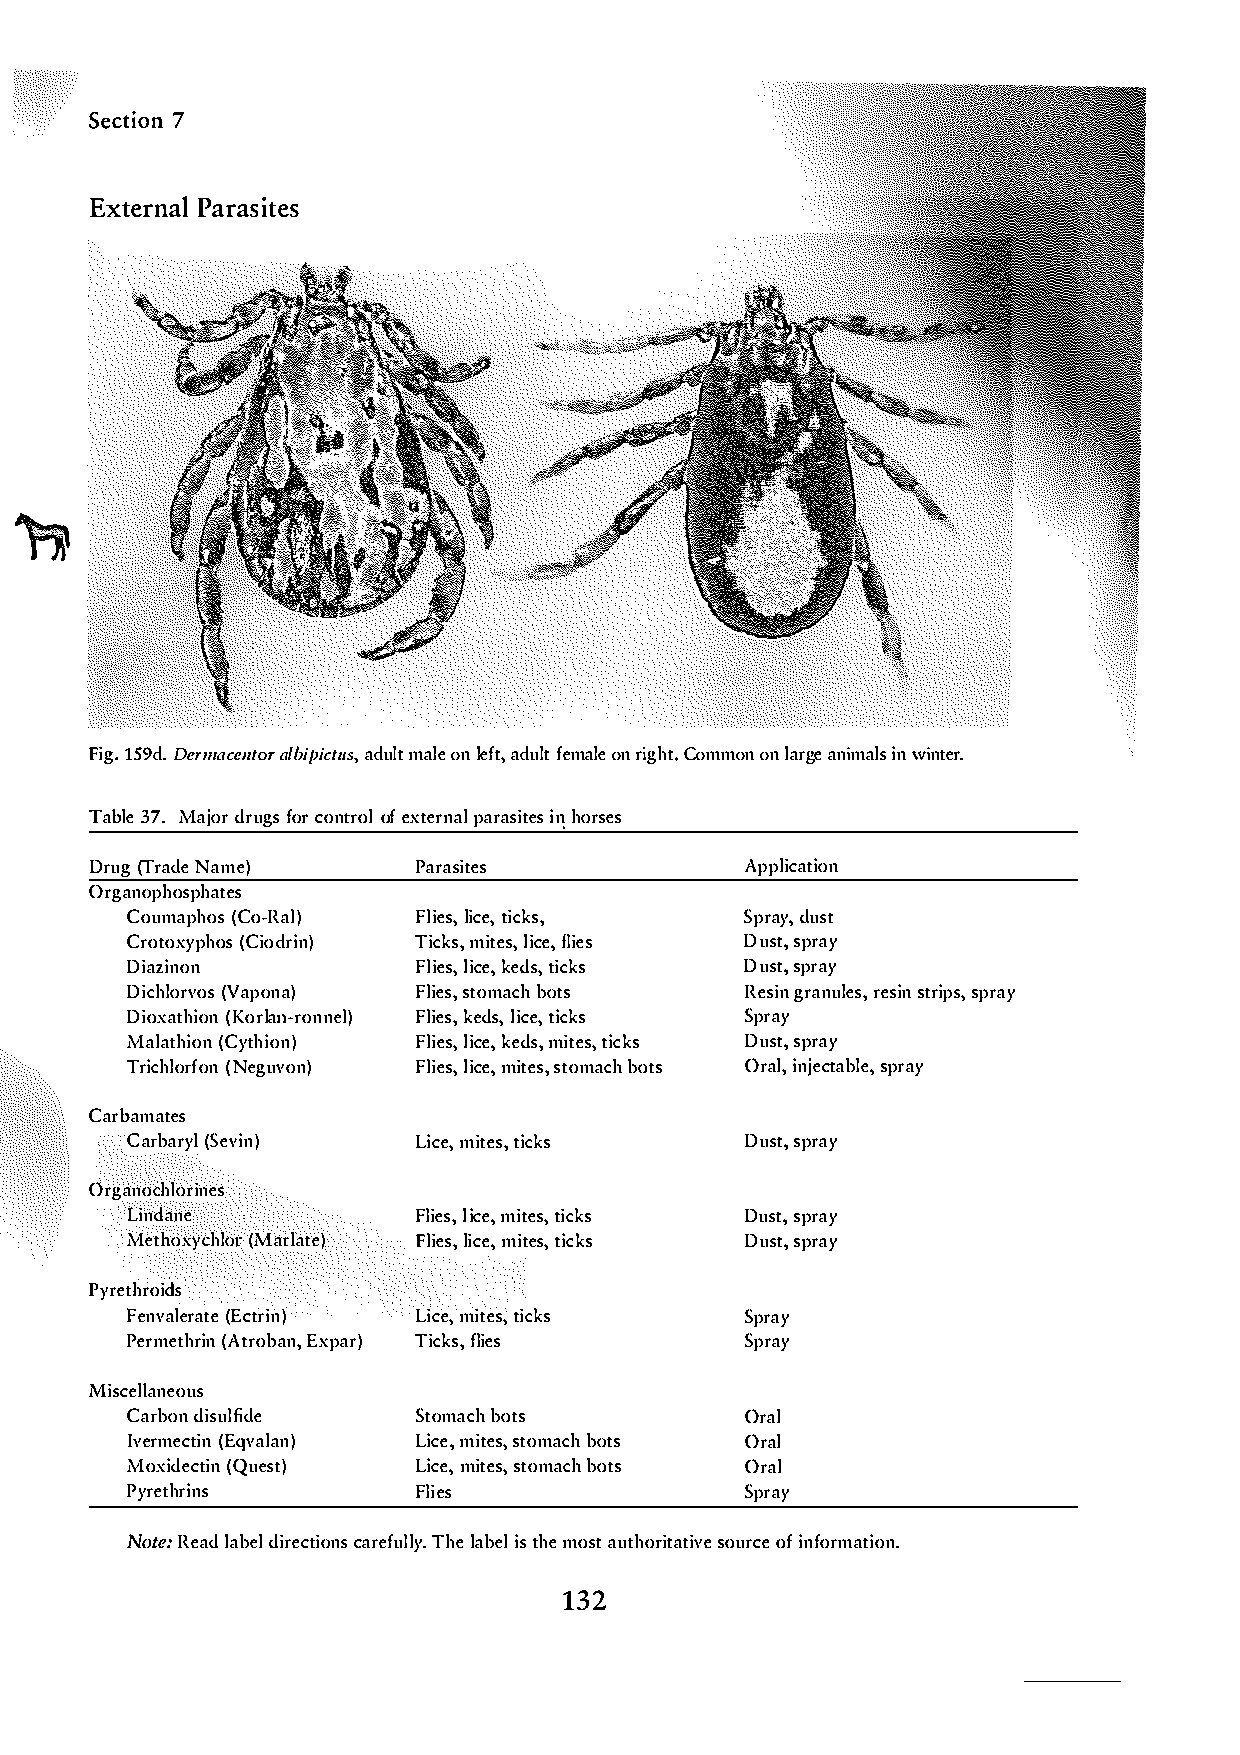 Section 7
External Parasites
Fig. 159d. Dermacentor albipictus, adult male on left, adult female on right. Common on large animals in winter.
Table 37. Major drugs for control of external parasites in horses
Drug (Trade Name) Parasites Application
Organophosphates
Coumaphos (Co-Ral) Flies, lice, ticks, Spray, dust
Crotoxyphos (Ciodrin) Ticks, mites, lice, flies Dust, spray
Diazinon Flies, lice, keds, ticks Dust, spray
Dichlorvos (Vapona) Flies, stomach bots Resin granules, resin strips, spray
Dioxathion (Korlan-ronnel) Flies, keds, lice, ticks Spray
Malathion (Cythion) Flies, lice, keds, mites, ticks Dust, spray
Trichlorfon (Neguvon) Flies, lice, mites, stomach bots Oral, injectable, spray
Carbamates
Carbaryl (Sevin) Lice, mites, ticks Dust, spray
Organochlorines
Lindane Flies, lice, mites, ticks Dust, spray
Methoxychlor (Marlate) Flies, lice, mites, ticks Dust, spray
Pyrethroids
Fenvalerate (Ectrin) Lice, mites, ticks Spray
Permethrin (Atroban, Expar) Ticks, flies Spray
Miscellaneous
Carbon disulfide Stomach bots Oral
Ivermectin (Eqvalan) Lice, mites, stomach bots Oral
Moxidectin (Quest) Lice, mites, stomach bots Oral
Pyrethrins Flies Spray
Note: Read label directions carefully. The label is the most authoritative source of information.
132